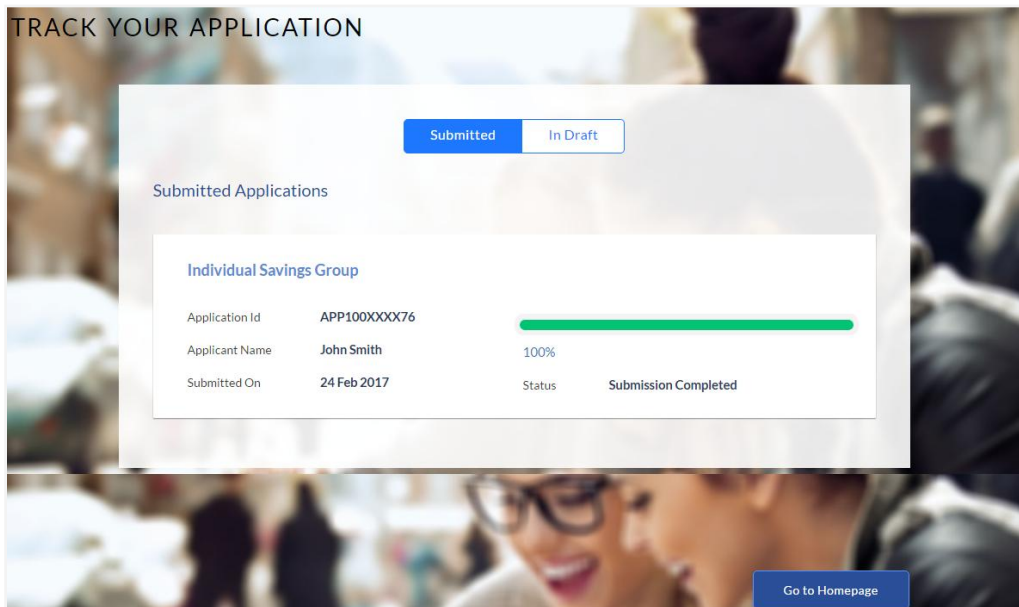 TRACK YOUR APPLICATION
Submitted In Draft
Submitted Applications
Individual Savings Group
Application Id APP100XXXX76
Applicant Name John Smith
100%
Submitted On 24 Feb 2017
Status Submission Completed
Go to Homepage